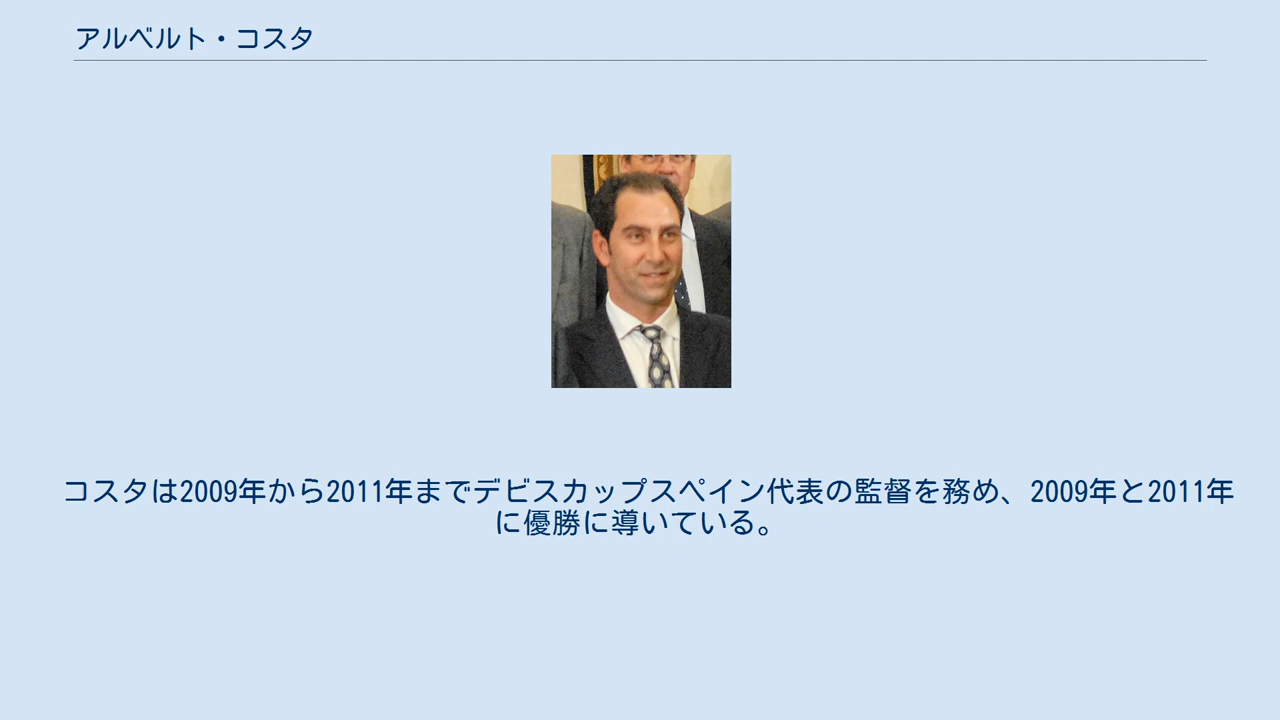 アルベルト・コスタ
コスタは2009年から2011年までデビスカップスペイン代表の監督を務め、2009年と2011年
に優勝に導いている。